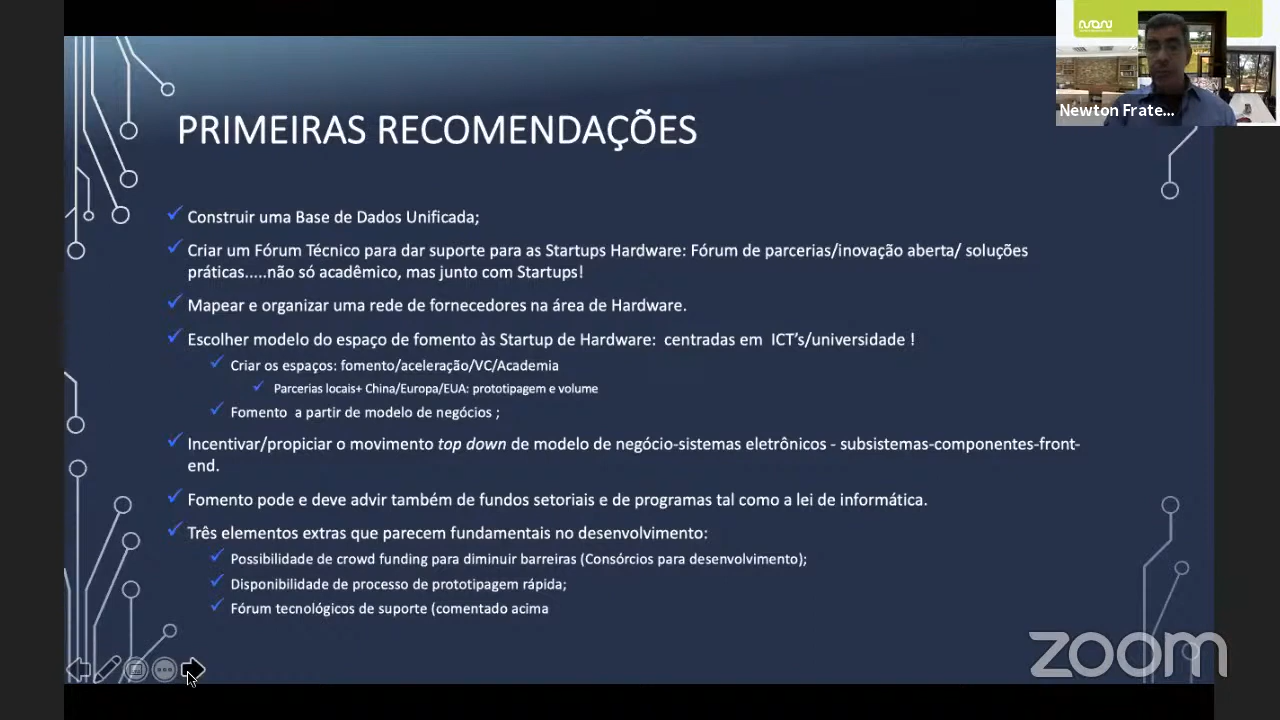 PRIMEIRAS RECOMENDAÇÕES
Newton Frate...
Construir uma Base de Dados Unificada;
Criar um Fórum Técnico para dar suporte para as Startups Hardware: Fórum de parcerias/inovação aberta/ soluções
práticas.....não só acadêmico, mas junto com Startups!
Mapear e organizar uma rede de fornecedores na área de Hardware.
Escolher modelo do espaço de fomento às Startup de Hardware: centradas em ICT's/universidade !
Criar os espaços: fomento/aceleração/VC/Academia
Parcerias locais+ China/Europa/EUA: prototipagem e volume
Fomento a partir de modelo de negócios ;
Incentivar/propiciar o movimento top down de modelo de negócio-sistemas eletrônicos - subsistemas-componentes-front-
end.
Fomento pode e deve advir também de fundos setoriais e de programas tal como a lei de informática.
Três elementos extras que parecem fundamentais no desenvolvimento:
Possibilidade de crowd funding para diminuir barreiras (Consórcios para desenvolvimento);
Disponibilidade de processo de prototipagem rápida;
Fórum tecnológicos de suporte (comentado acima
zoom